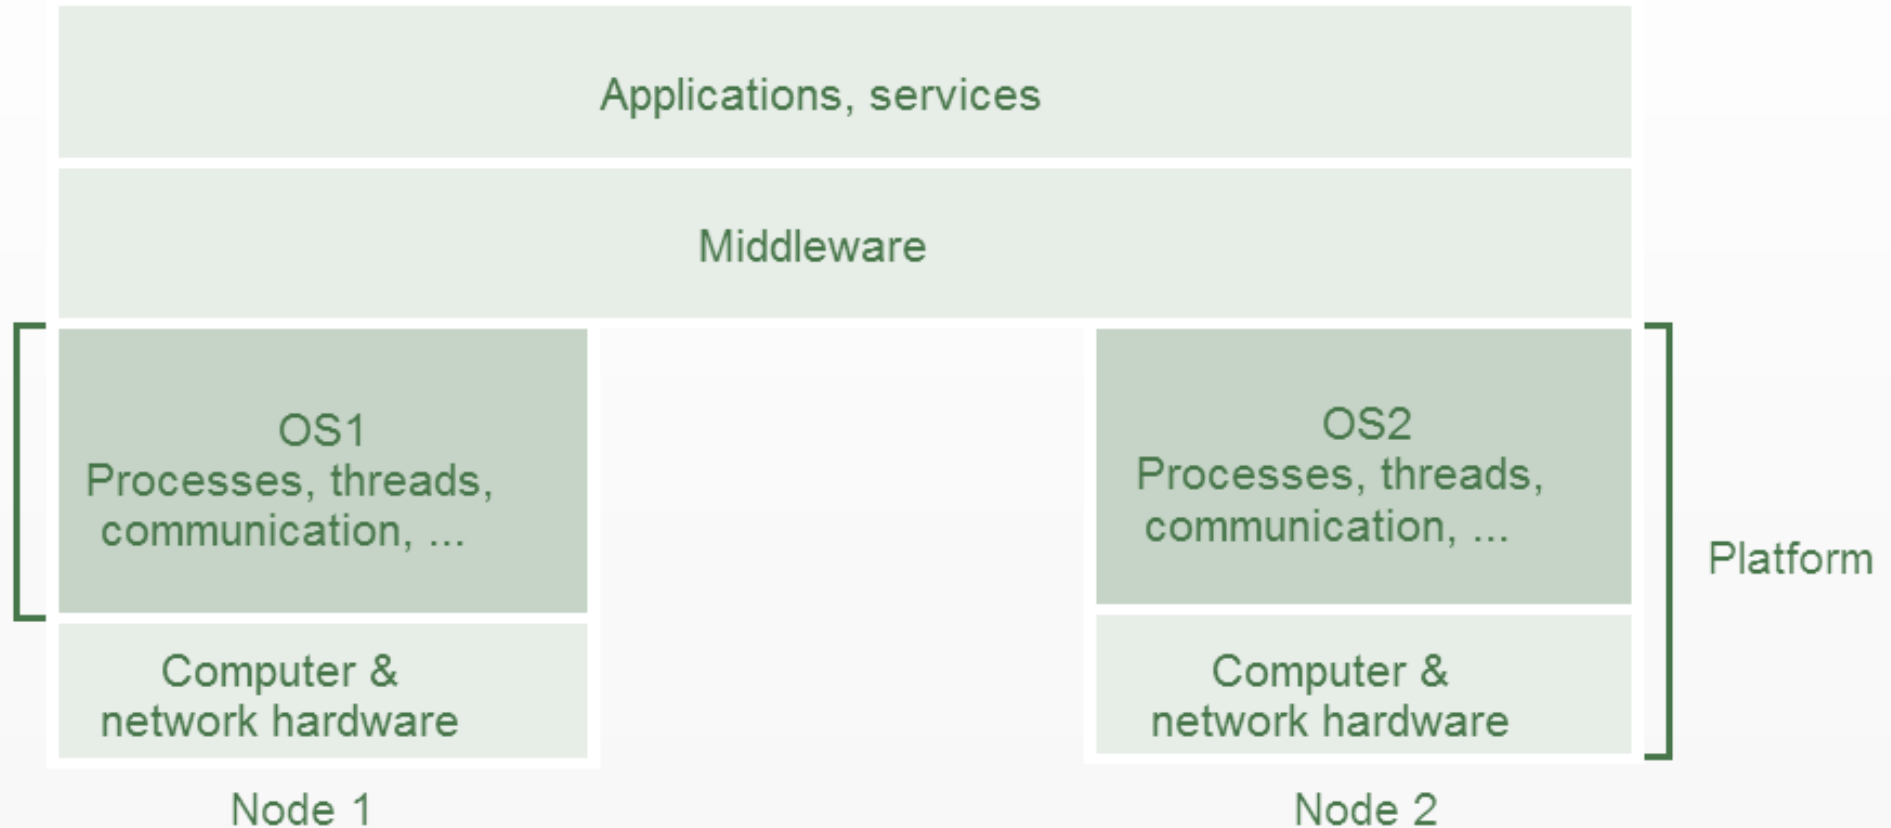 Applications, services
Middleware
OS1
Processes, threads,
communication, ...
OS2
Processes, threads,
communication, ...
Platform
Computer &
network hardware
Computer &
network hardware
Node 1
Node 2